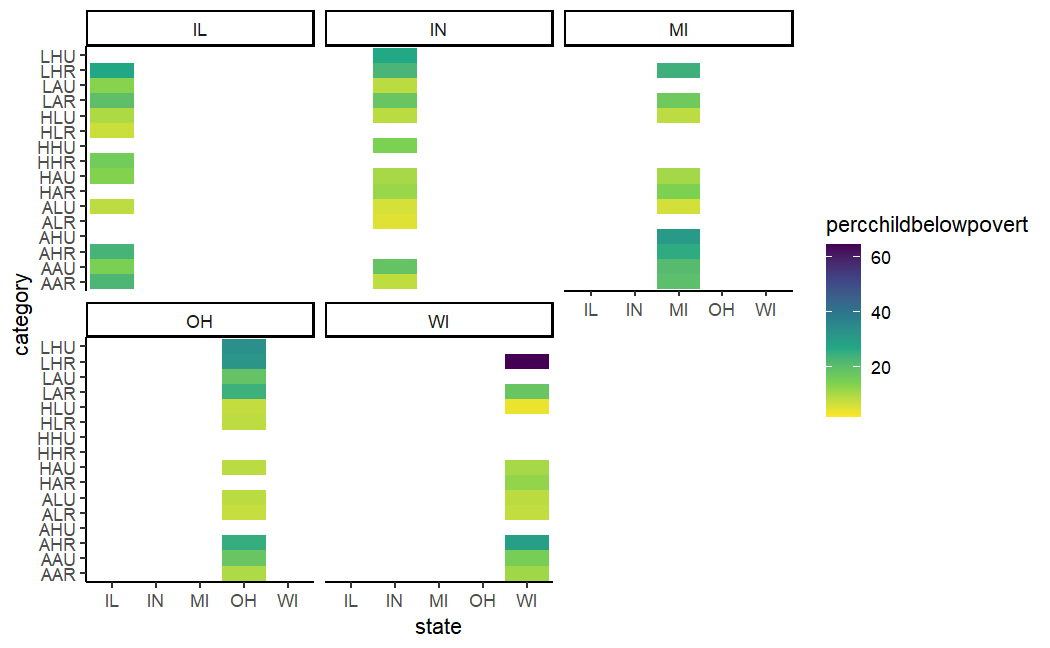 IL
IN
MI
LHU
LHR
LAU
LAR
HLU
HLR
HHU
HHR
HAU
HAR
ALU
ALR
AHU
AHR
AAU
AAR
IL IN MI OH WI
percchildbelowpovert
60
40
20
category
OH
WI
LHU
LHR
LAU
LAR
HLU
HLR
HHU
HHR
HAU
HAR
ALU
ALR
AHU
AHR
AAU
AAR
IL IN MI OH WI
IL IN MI OH WI
state